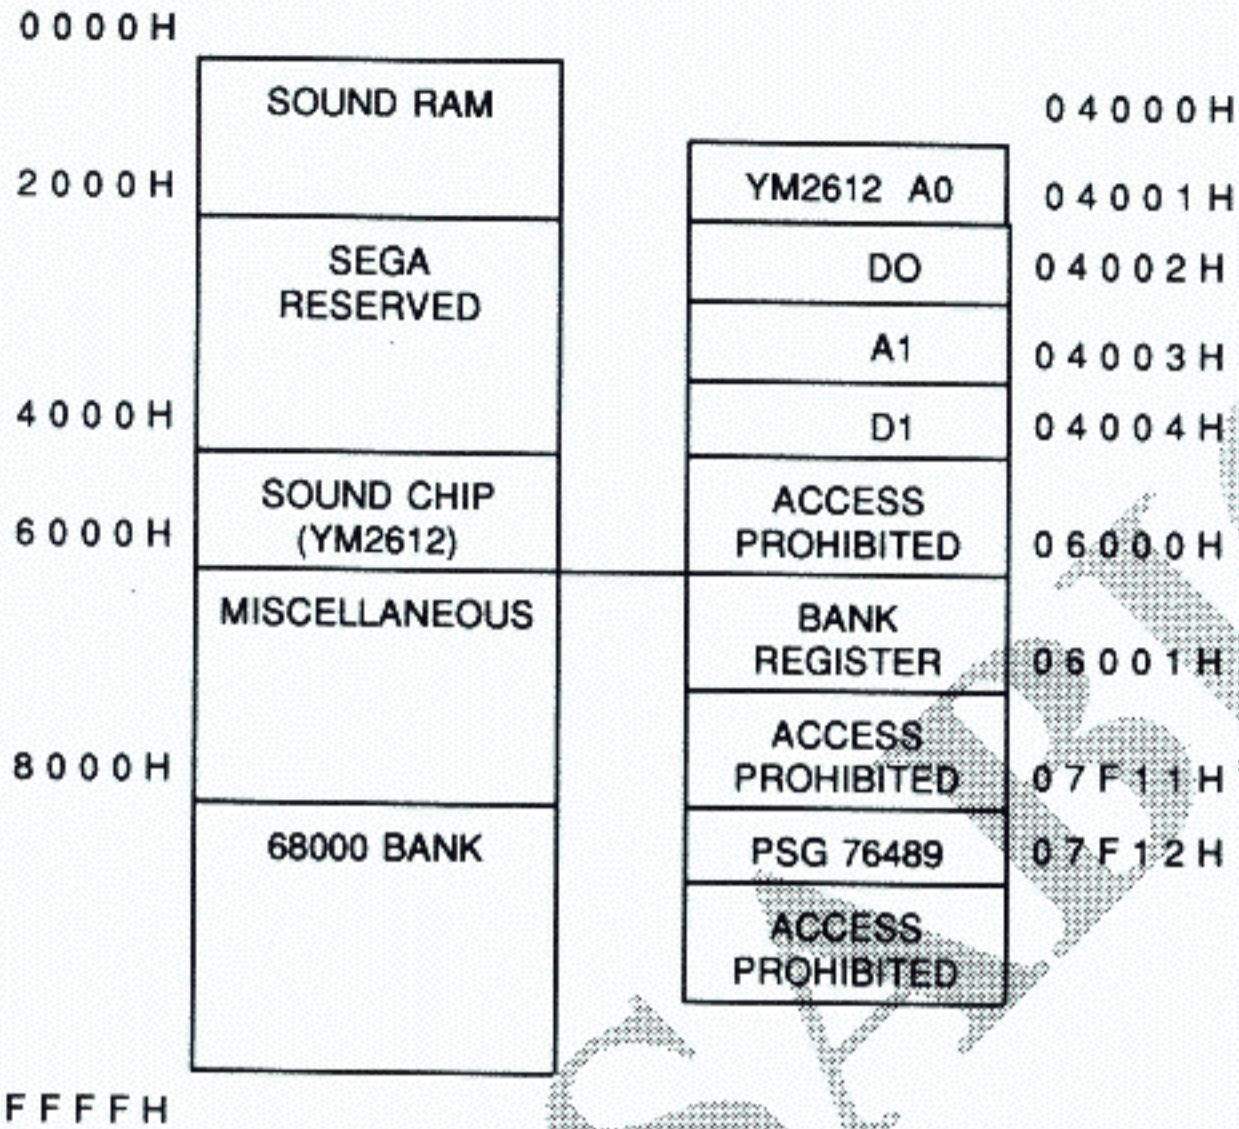 0000H
SOUND RAM
2000H
SEGA
RESERVED
4000H
SOUND CHIP
(YM2612)
6000H
MISCELLANEOUS
8000H
68000 BANK
FFFFH
04000H
YM2612 A0
04001H
DO
04002H
A1
04003H
D1
04004H
ACCESS
PROHIBITED
06000H
BANK
REGISTER
06001H
ACCESS
PROHIBITED
07F11H
PSG 76489
07F12H
ACCESS
PROHIBITED